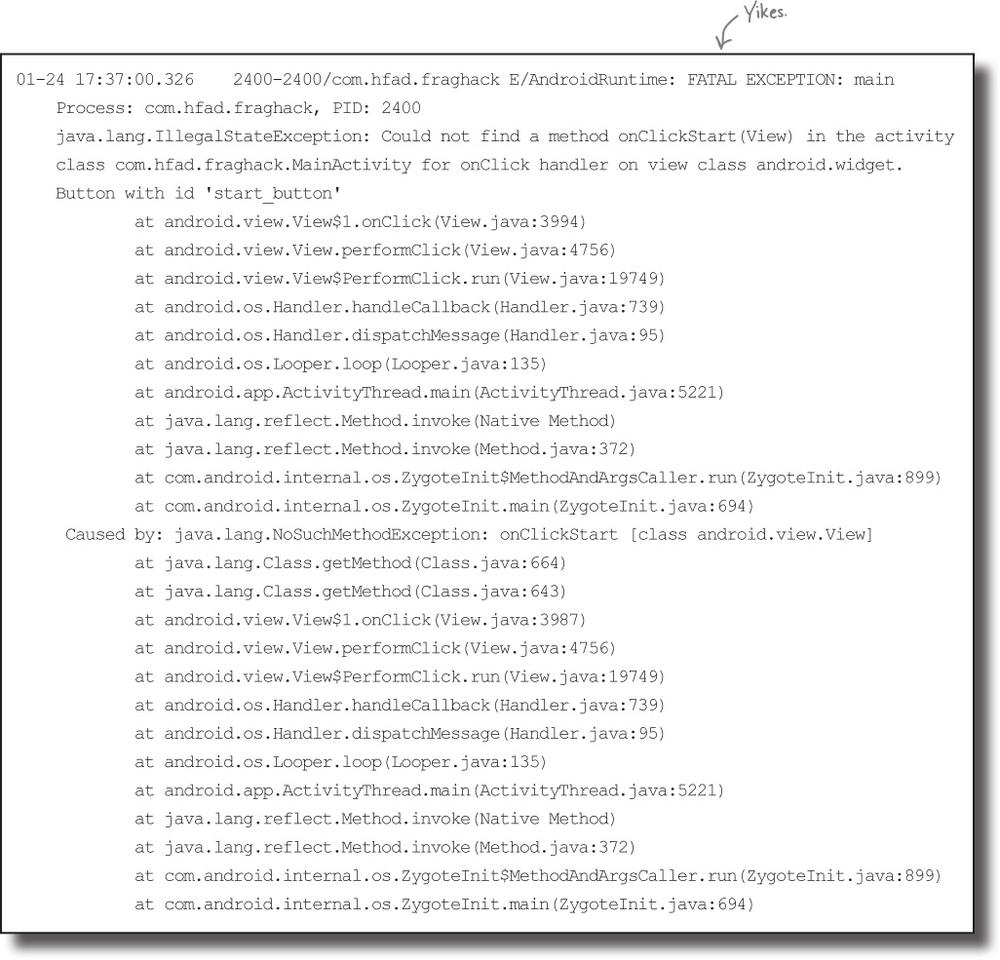 Yikes.
01-24 17:37:00.326    2400-2400/com.hfad.fraghack E/AndroidRuntime: FATAL EXCEPTION: main
    Process: com.hfad.fraghack, PID: 2400
    java.lang.IllegalStateException: Could not find a method onClickStart(View) in the activity
    class com.hfad.fraghack.MainActivity for onClick handler on view class android.widget.
    Button with id 'start_button'
            at android.view.View$1.onClick(View.java:3994)
            at android.view.View.performClick(View.java:4756)
            at android.view.View$PerformClick.run(View.java:19749)
            at android.os.Handler.handleCallback(Handler.java:739)
            at android.os.Handler.dispatchMessage(Handler.java:95)
            at android.os.Looper.loop(Looper.java:135)
            at android.app.ActivityThread.main(ActivityThread.java:5221)
            at java.lang.reflect.Method.invoke(Native Method)
            at java.lang.reflect.Method.invoke(Method.java:372)
            at com.android.internal.os.ZygoteInit$MethodAndArgsCaller.run(ZygoteInit.java:899)
            at com.android.internal.os.ZygoteInit.main(ZygoteInit.java:694)
     Caused by: java.lang.NoSuchMethodException: onClickStart [class android.view.View]
            at java.lang.Class.getMethod(Class.java:664)
            at java.lang.Class.getMethod(Class.java:643)
            at android.view.View$1.onClick(View.java:3987)
            at android.view.View.performClick(View.java:4756)
            at android.view.View$PerformClick.run(View.java:19749)
            at android.os.Handler.handleCallback(Handler.java:739)
            at android.os.Handler.dispatchMessage(Handler.java:95)
            at android.os.Looper.loop(Looper.java:135)
            at android.app.ActivityThread.main(ActivityThread.java:5221)
            at java.lang.reflect.Method.invoke(Native Method)
            at java.lang.reflect.Method.invoke(Method.java:372)
            at com.android.internal.os.ZygoteInit$MethodAndArgsCaller.run(ZygoteInit.java:899)
            at com.android.internal.os.ZygoteInit.main(ZygoteInit.java:694)